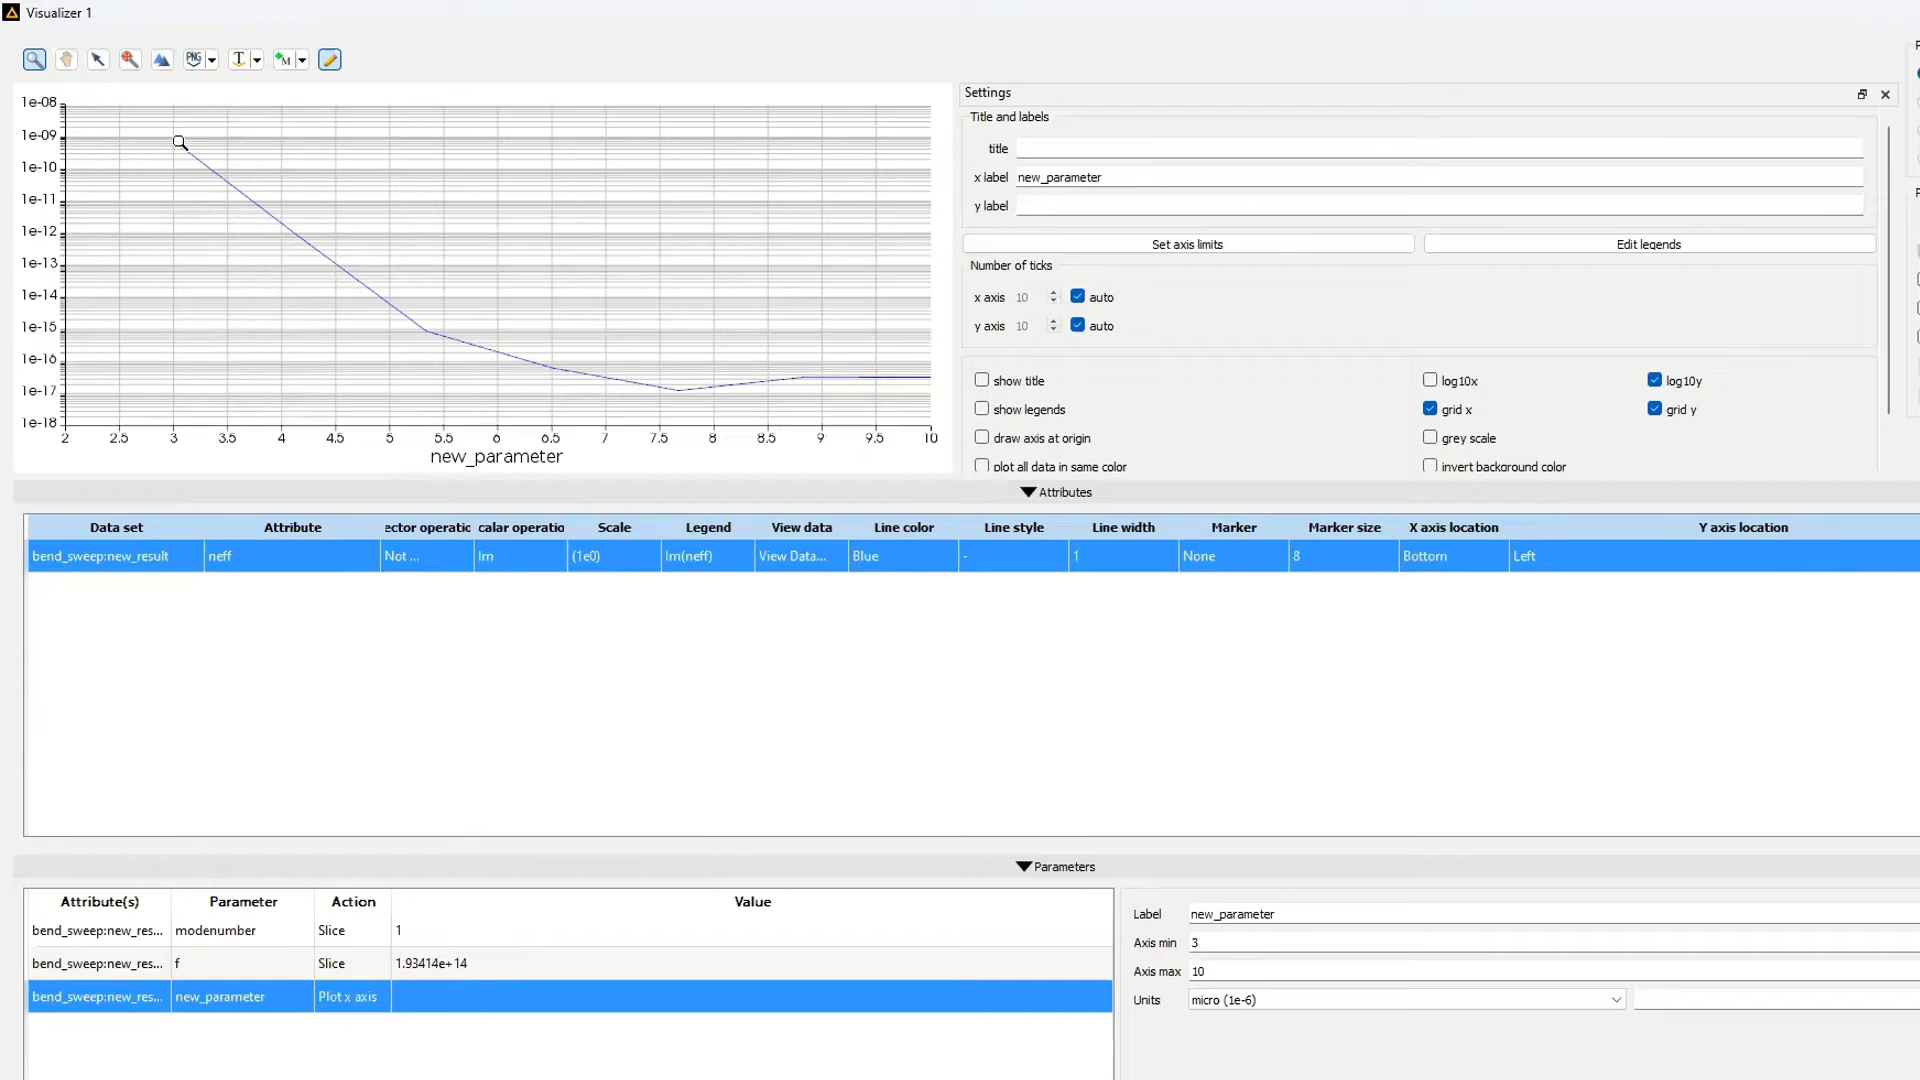 Visualizer 1
PNG
T
M
1e-08
1e-09
1e-10
1e-11
1e-12
1e-13
1e-14
1e-15
1e-16
1e-17
1e-18
2 2.5 3 3.5 4 4.5 5 5.5 6 6.5 7 7.5 8 8.5 9 9.5 10
new_parameter
Settings
Title and labels
title
x label new_parameter
y label
Set axis limits Edit legends
Number of ticks
x axis 10 auto
y axis 10 auto
show title log10x log10y
show legends grid x grid y
draw axis at origin grey scale
plot all data in same color invert background color
Attributes
Data set Attribute ector operatic calar operatio Scale Legend View data Line color Line style Line width Marker Marker size X axis location Y axis location
bend_sweep:new_result neff Not ... Im (1e0) Im(neff) View Data... Blue - 1 None 8 Bottom Left
Parameters
Attribute(s) Parameter Action Value
bend_sweep:new_res... modenumber Slice 1
bend_sweep:new_res... f Slice 1.93414e+14
bend_sweep:new_res... new_parameter Plot x axis
Label new_parameter
Axis min 3
Axis max 10
Units micro (1e-6)